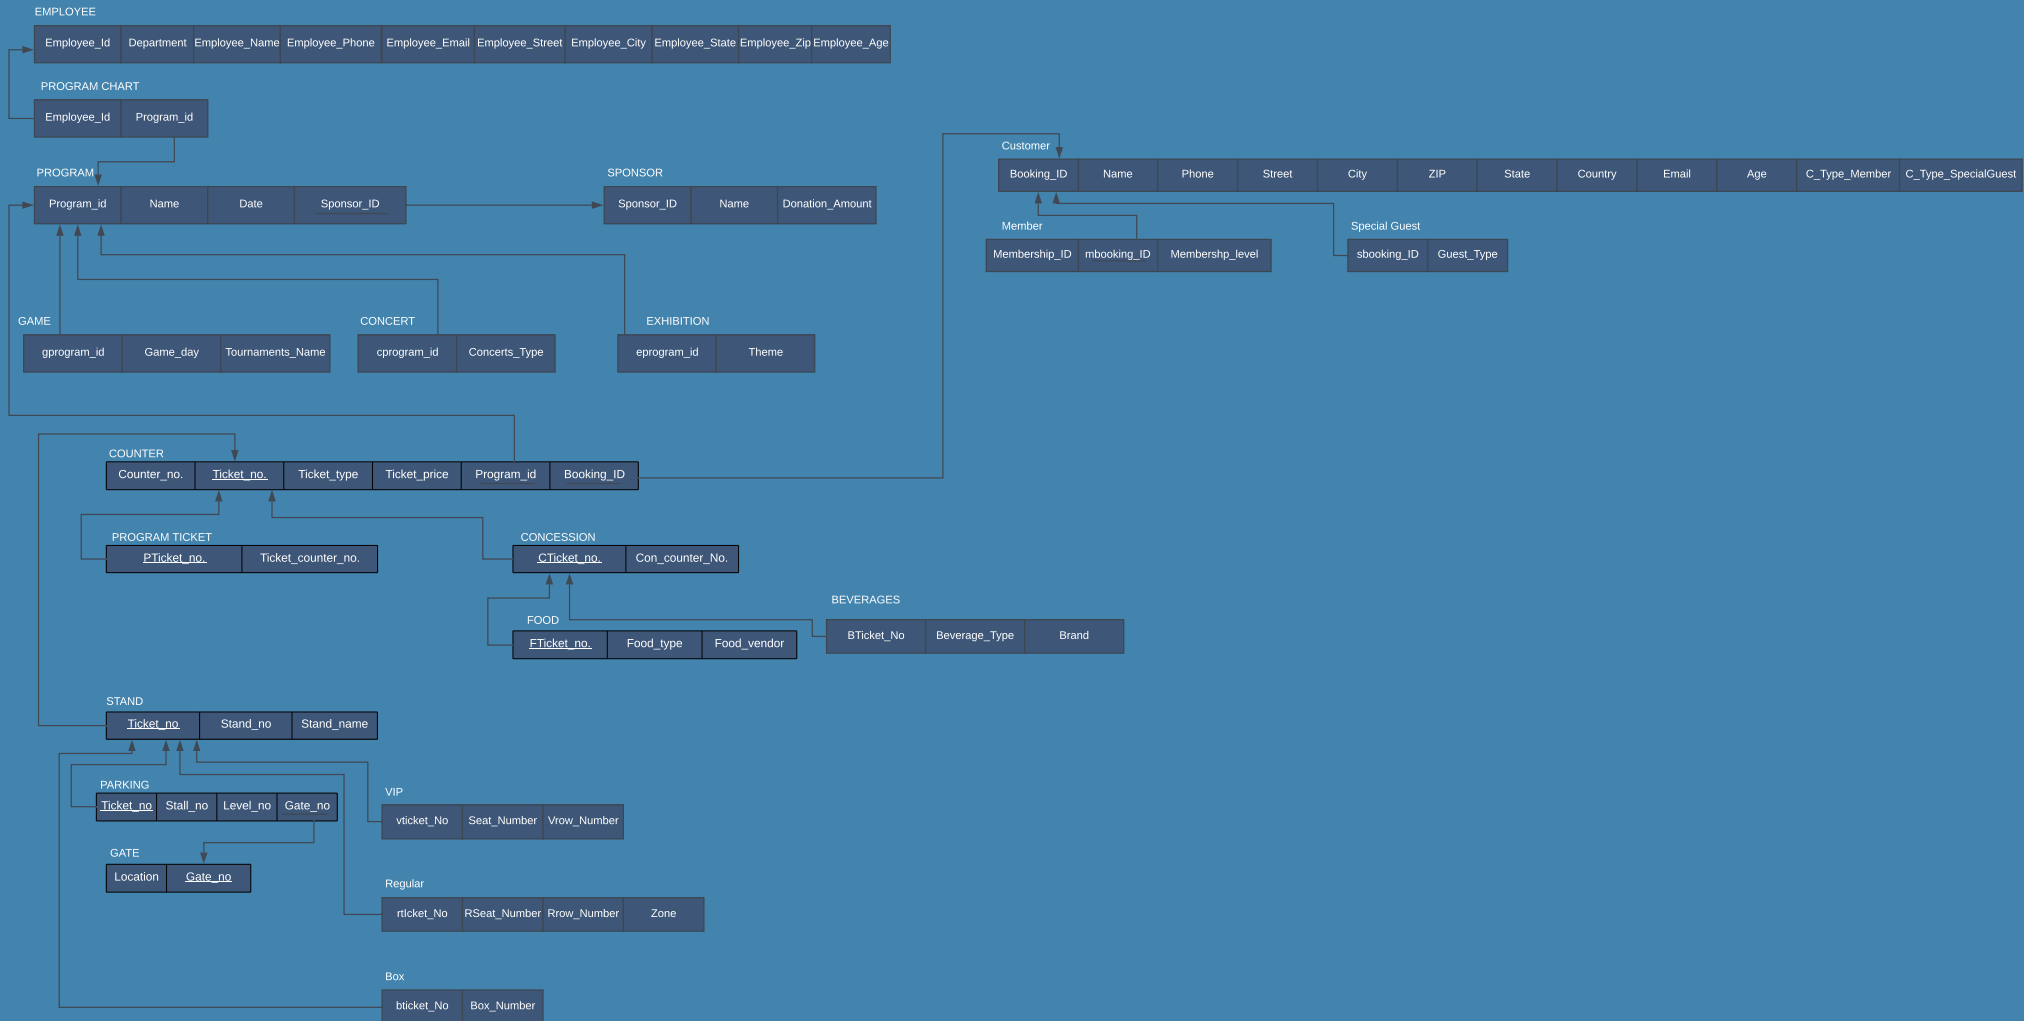 EMPLOYEE
Employee_Id Department Employee_Name Employee_Phone Employee_Email Employee_Street Employee_City Employee_State Employee_Zip Employee_Age
PROGRAM CHART
Employee_Id Program_id
PROGRAM
Program_id Name Date Sponsor_ID
SPONSOR
Sponsor_ID Name Donation_Amount
Customer
Booking_ID Name Phone Street City ZIP State Country Email Age C_Type_Member C_Type_SpecialGuest
Member
Membership_ID mbooking_ID Membershp_level
Special Guest
sbooking_ID Guest_Type
GAME
gprogram_id Game_day Tournaments_Name
CONCERT
cprogram_id Concerts_Type
EXHIBITION
eprogram_id Theme
COUNTER
Counter_no. Ticket_no. Ticket_type Ticket_price Program_id Booking_ID
PROGRAM TICKET
PTicket_no. Ticket_counter_no.
CONCESSION
CTicket_no. Con_counter_No.
BEVERAGES
BTicket_No Beverage_Type Brand
FOOD
FTicket_no. Food_type Food_vendor
STAND
Ticket_no Stand_no Stand_name
PARKING
Ticket_no Stall_no Level_no Gate_no
VIP
vticket_No Seat_Number Vrow_Number
GATE
Location Gate_no
Regular
rtIcket_No RSeat_Number Rrow_Number Zone
Box
bticket_No Box_Number